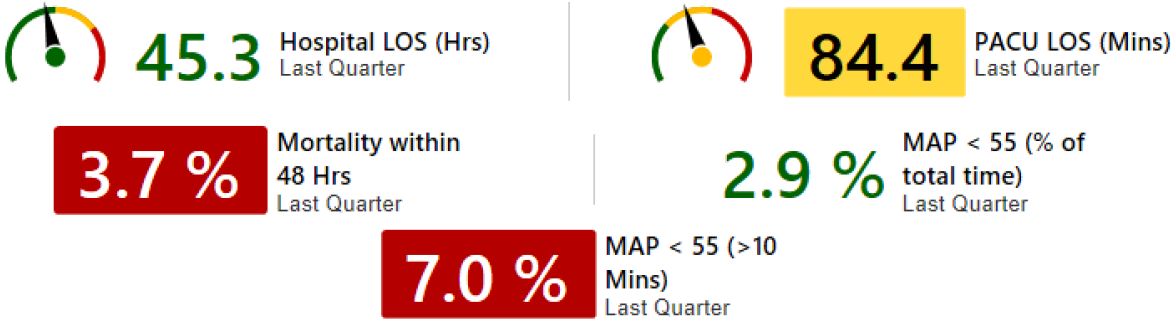 45.3
Hospital LOS (Hrs)
Last Quarter
84.4
PACU LOS (Mins)
Last Quarter
3.7 %
Mortality within
48 Hrs
Last Quarter
2.9 %
MAP < 55 (% of
total time)
Last Quarter
7.0 %
MAP < 55 (>10
Mins)
Last Quarter